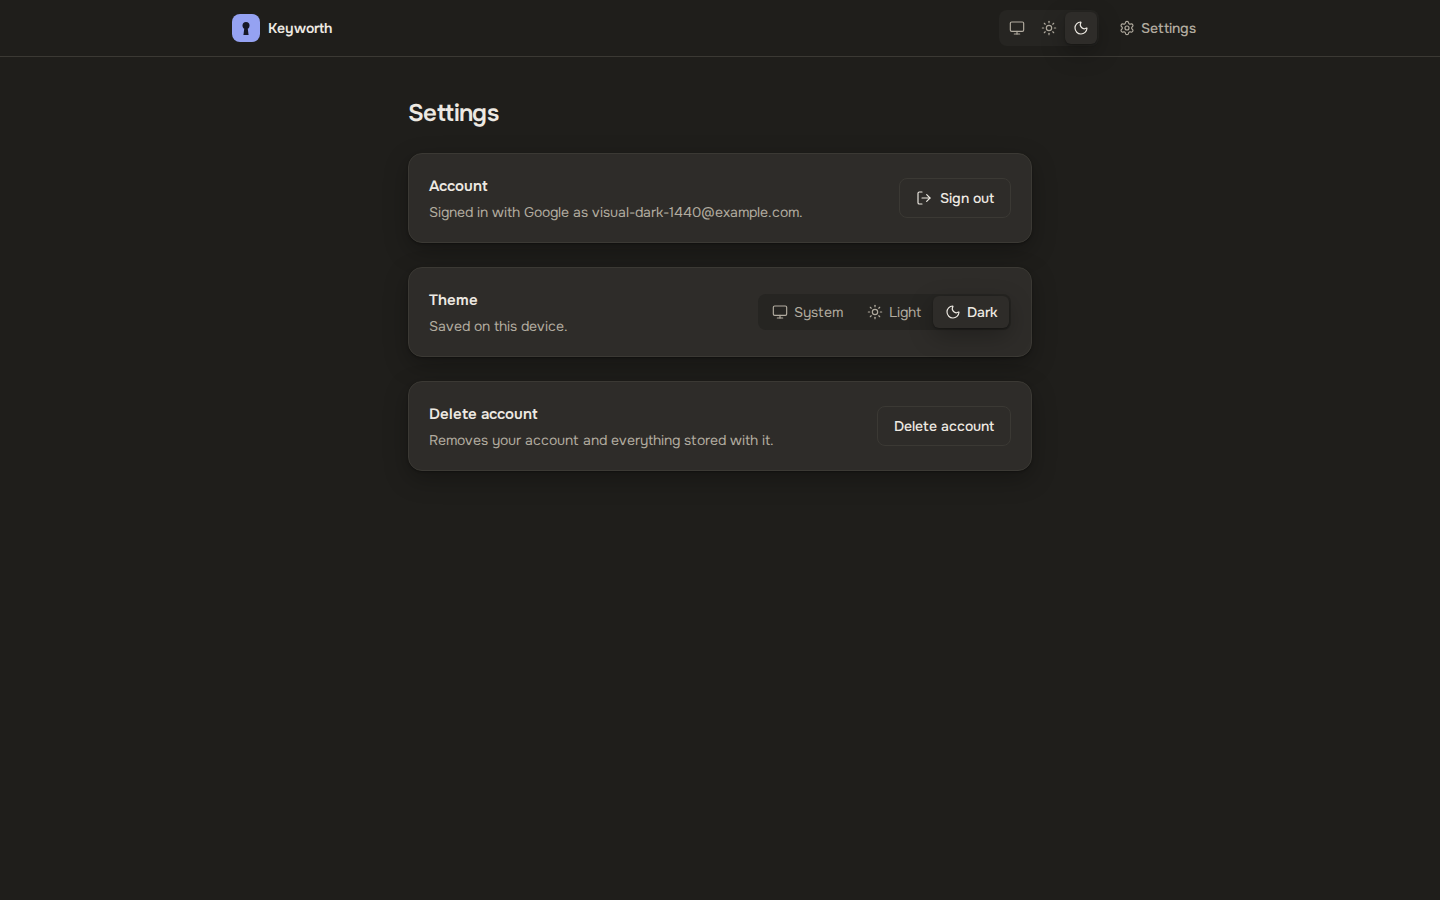 Keyworth
Settings
Settings
Account
Signed in with Google as visual-dark-1440@example.com.
Sign out
Theme
Saved on this device.
System
Light
Dark
Delete account
Removes your account and everything stored with it.
Delete account